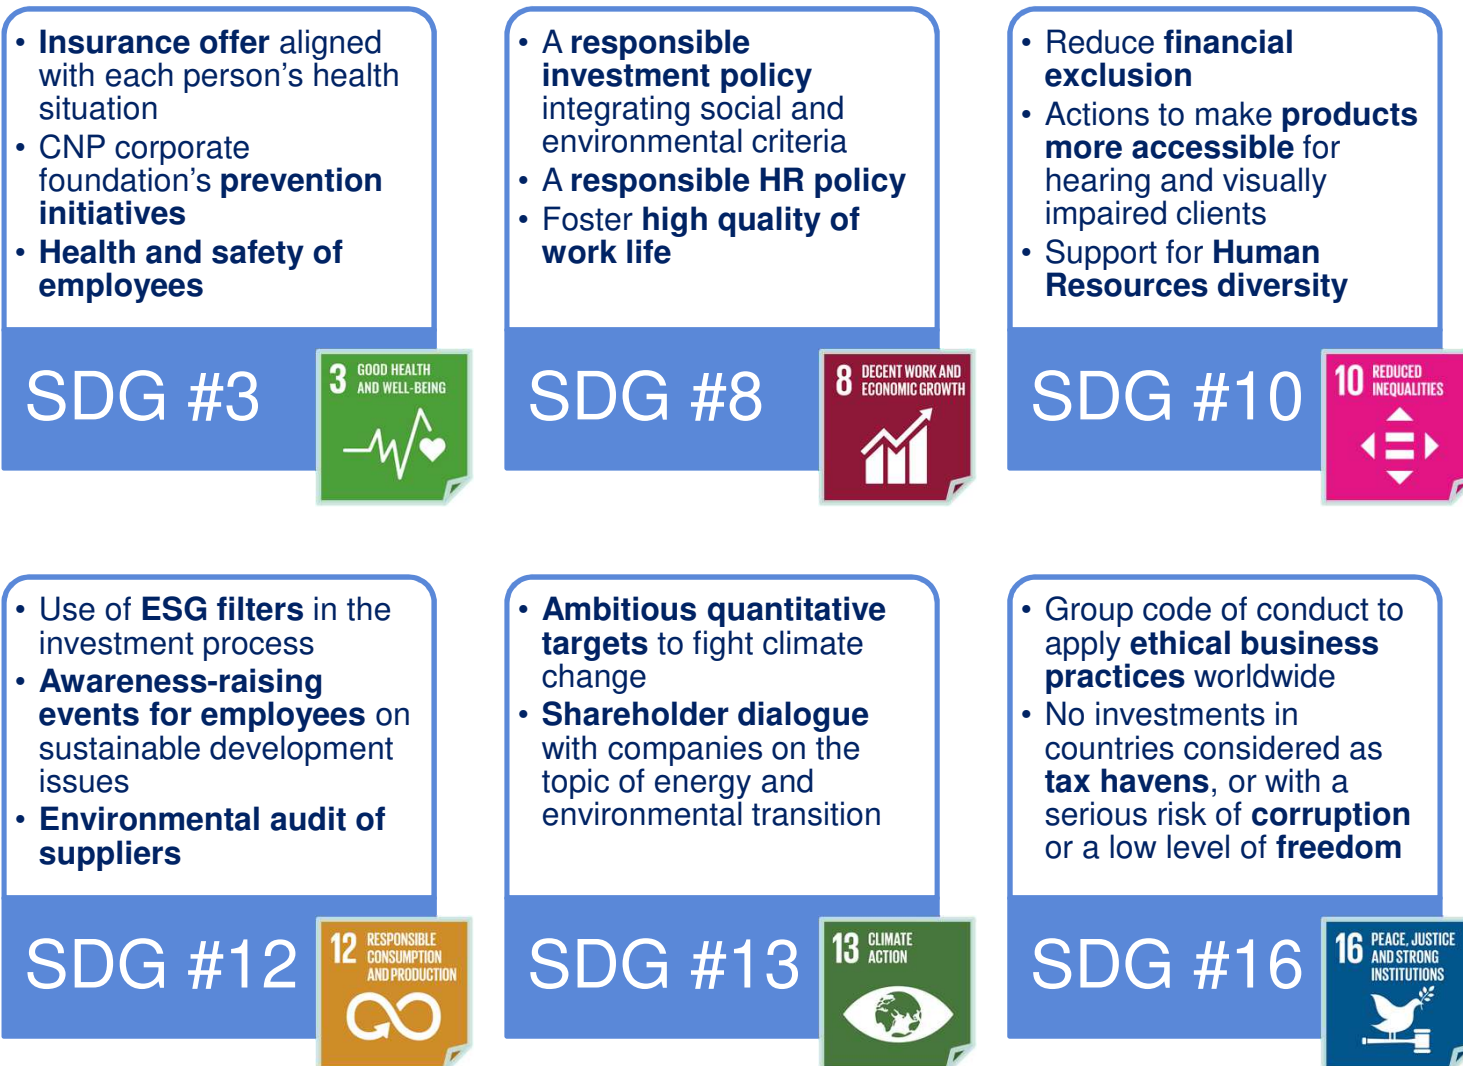 • Insurance offer aligned
with each person's health
situation
• CNP corporate
foundation's prevention
initiatives
• Health and safety of
employees
SDG #3
3 GOOD HEALTH
AND WELL-BEING
• A responsible
investment policy
integrating social and
environmental criteria
• A responsible HR policy
• Foster high quality of
work life
SDG #8
8 DECENT WORK AND
ECONOMIC GROWTH
• Reduce financial
exclusion
• Actions to make products
more accessible for
hearing and visually
impaired clients
• Support for Human
Resources diversity
SDG #10
10 REDUCED
INEQUALITIES
• Use of ESG filters in the
investment process
• Awareness-raising
events for employees on
sustainable development
issues
• Environmental audit of
suppliers
SDG #12
12 RESPONSIBLE
CONSUMPTION
AND PRODUCTION
• Ambitious quantitative
targets to fight climate
change
• Shareholder dialogue
with companies on the
topic of energy and
environmental transition
SDG #13
13 CLIMATE
ACTION
• Group code of conduct to
apply ethical business
practices worldwide
• No investments in
countries considered as
tax havens, or with a
serious risk of corruption
or a low level of freedom
SDG #16
16 PEACE, JUSTICE
AND STRONG
INSTITUTIONS